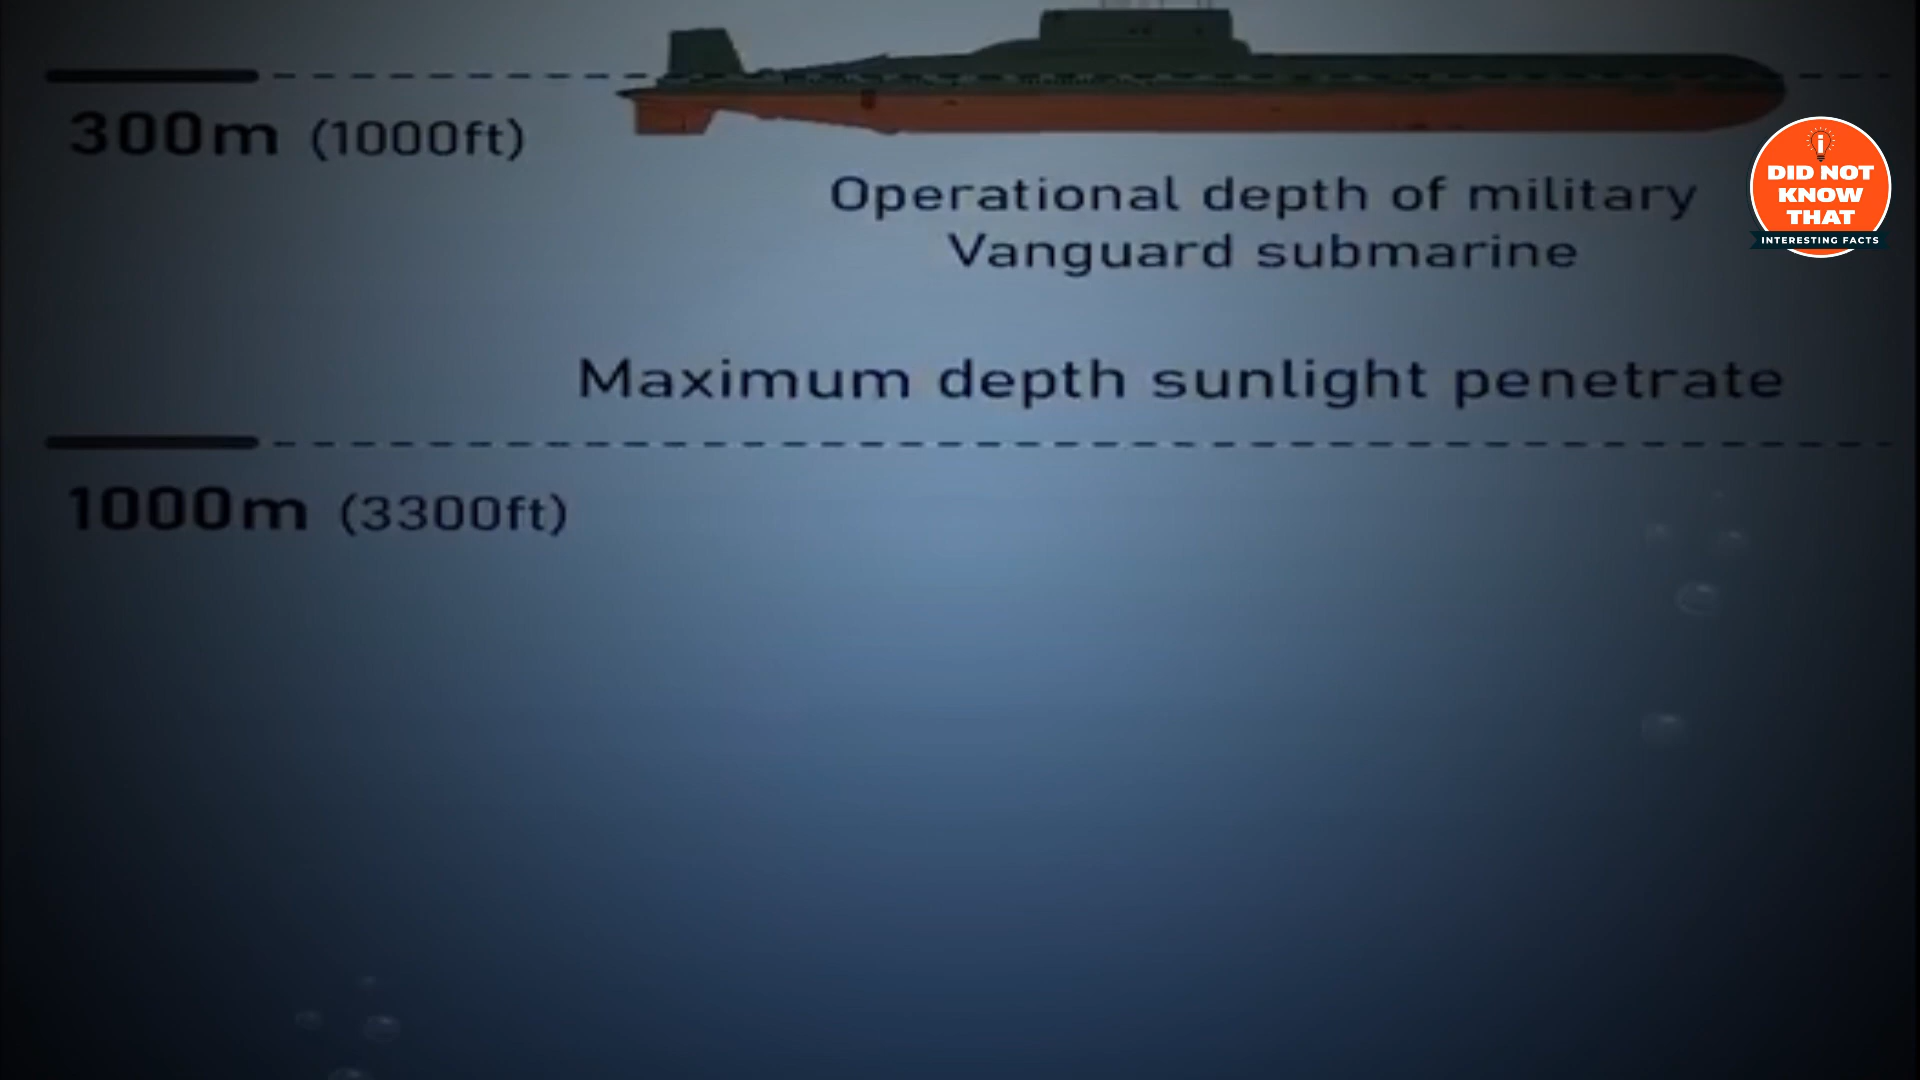 300m (1000ft)
Operational depth of military
Vanguard submarine
i
DID NOT
KNOW
THAT
INTERESTING FACTS
Maximum depth sunlight penetrate
1000m (3300ft)